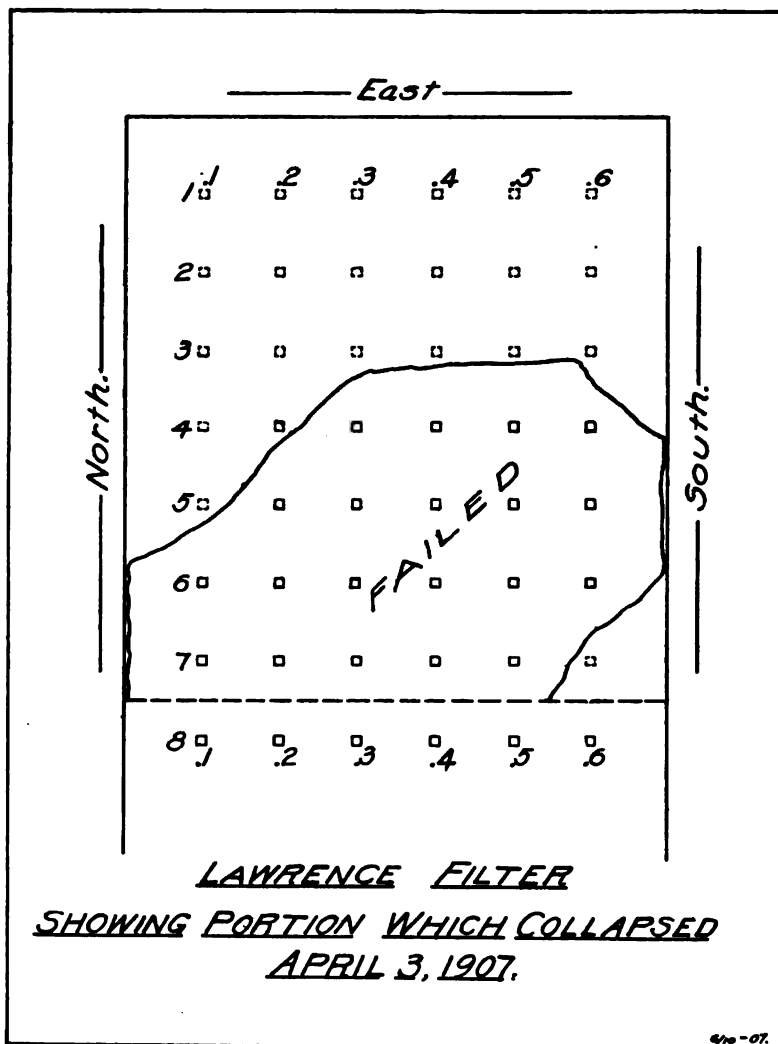 East
.1 .2 .3 .4 .5 .6
1
2
3
4
5
6
7
8
.1 .2 .3 .4 .5 .6
North.
South.
FAILED
LAWRENCE FILTER
SHOWING PORTION WHICH COLLAPSED
APRIL 3, 1907.